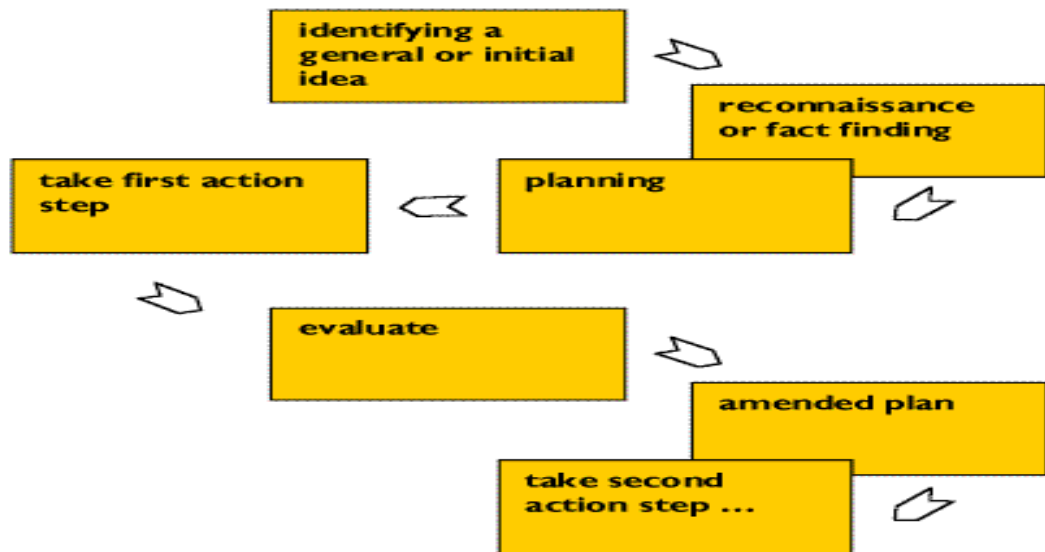 identifying a
general or initial
idea
reconnaissance
or fact finding
planning
take first action
step
evaluate
amended plan
take second
action step ...